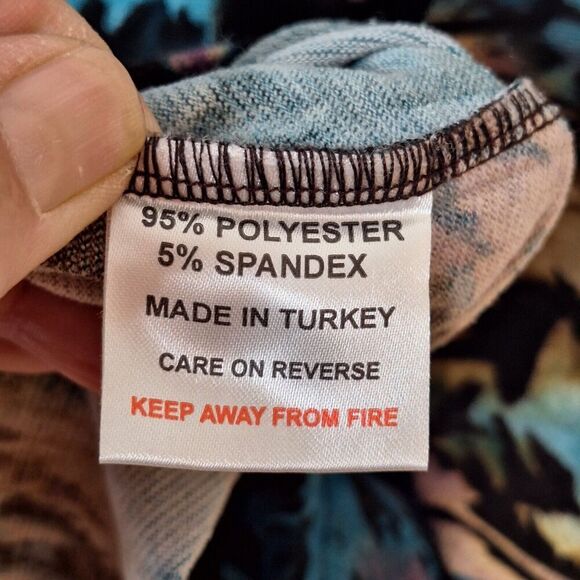 95% POLYESTER
5% SPANDEX
MADE IN TURKEY
CARE ON REVERSE
KEEP AWAY FROM FIRE